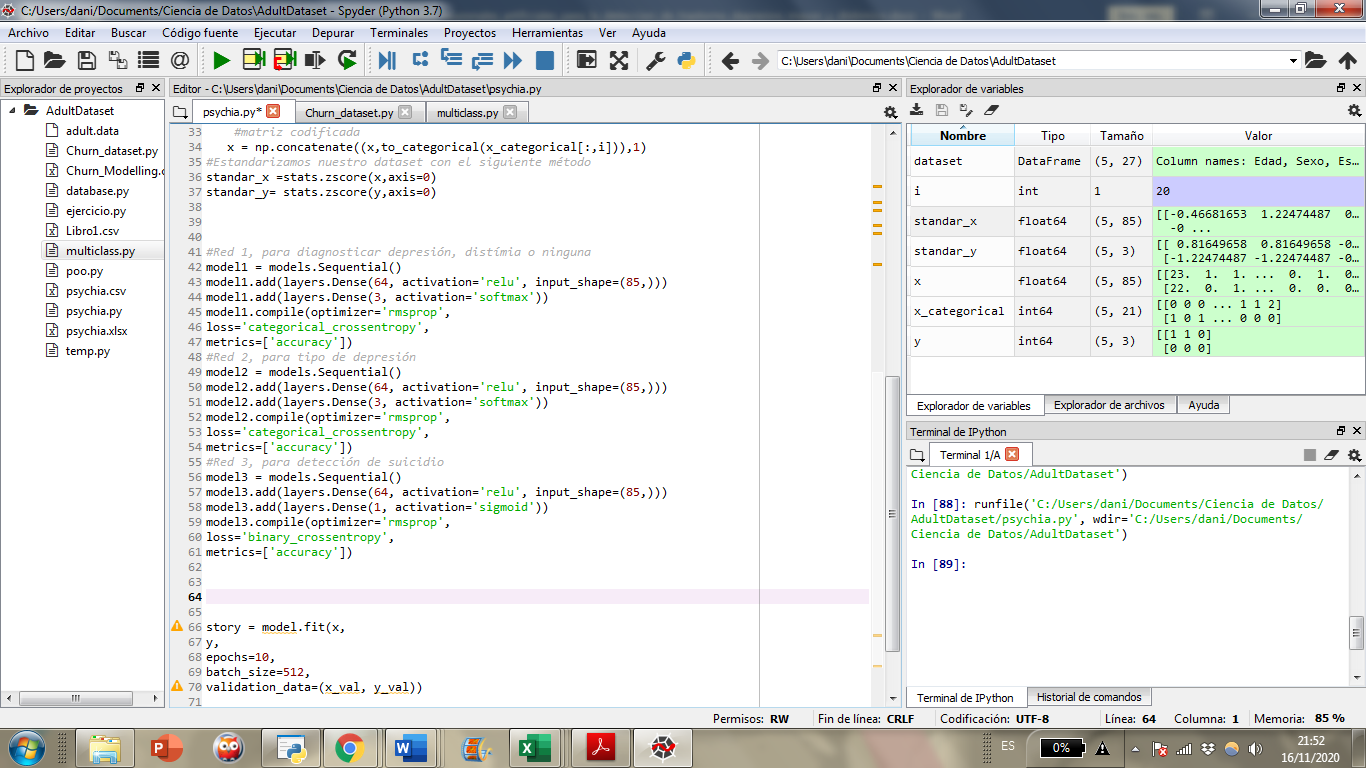 C:/Users/dani/Documents/Ciencia de Datos\AdultDataset - Spyder (Python 3.7)
Archivo Editar Buscar Código fuente Ejecutar Depurar Terminales Proyectos Herramientas Ver Ayuda
C:\Users\dani\Documents\Ciencia de Datos\AdultDataset
Explorador de proyectos
AdultDataset
adult.data
Churn_dataset.py
Churn_Modelling.c
database.py
ejercicio.py
Libro1.csv
multiclass.py
poo.py
psychia.csv
psychia.py
psychia.xlsx
temp.py
Editor - C:\Users\dani\Documents\Ciencia de Datos\AdultDataset\psychia.py
psychia.py* Churn_dataset.py multiclass.py
33 #matriz codificada
34 x = np.concatenate((x,to_categorical(x_categorical[:,i])),1)
35 #Estandarizamos nuestro dataset con el siguiente método
36 standar_x =stats.zscore(x,axis=0)
37 standar_y= stats.zscore(y,axis=0)
38
39
40
41 #Red 1, para diagnosticar depresión, distímia o ninguna
42 model1 = models.Sequential()
43 model1.add(layers.Dense(64, activation='relu', input_shape=(85,)))
44 model1.add(layers.Dense(3, activation='softmax'))
45 model1.compile(optimizer='rmsprop',
46 loss='categorical_crossentropy',
47 metrics=['accuracy'])
48 #Red 2, para tipo de depresión
49 model2 = models.Sequential()
50 model2.add(layers.Dense(64, activation='relu', input_shape=(85,)))
51 model2.add(layers.Dense(3, activation='softmax'))
52 model2.compile(optimizer='rmsprop',
53 loss='categorical_crossentropy',
54 metrics=['accuracy'])
55 #Red 3, para detección de suicidio
56 model3 = models.Sequential()
57 model3.add(layers.Dense(64, activation='relu', input_shape=(85,)))
58 model3.add(layers.Dense(1, activation='sigmoid'))
59 model3.compile(optimizer='rmsprop',
60 loss='binary_crossentropy',
61 metrics=['accuracy'])
62
63
64
65
66 story = model.fit(x,
67 y,
68 epochs=10,
69 batch_size=512,
70 validation_data=(x_val, y_val))
71
Explorador de variables
Nombre Tipo Tamaño Valor
dataset DataFrame (5, 27) Column names: Edad, Sexo, Es...
i int 1 20
standar_x float64 (5, 85) [[-0.46681653 1.22474487 0...
-0 ...
standar_y float64 (5, 3) [[ 0.81649658 0.81649658 -0...
[-1.22474487 -1.22474487 -0...
x float64 (5, 85) [[23. 1. 1. ... 0. 1. 0...
[22. 0. 1. ... 0. 0. 0...
x_categorical int64 (5, 21) [[0 0 0 ... 1 1 2]
[1 0 1 ... 0 0 0]
y int64 (5, 3) [[1 1 0]
[0 0 0]
Explorador de variables Explorador de archivos Ayuda
Terminal de IPython
Terminal 1/A
Ciencia de Datos/AdultDataset')
In [88]: runfile('C:/Users/dani/Documents/Ciencia de Datos/
AdultDataset/psychia.py', wdir='C:/Users/dani/Documents/
Ciencia de Datos/AdultDataset')
In [89]:
Terminal de IPython Historial de comandos
Permisos: RW Fin de línea: CRLF Codificación: UTF-8 Línea: 64 Columna: 1 Memoria: 85 %
ES 0% 21:52
16/11/2020